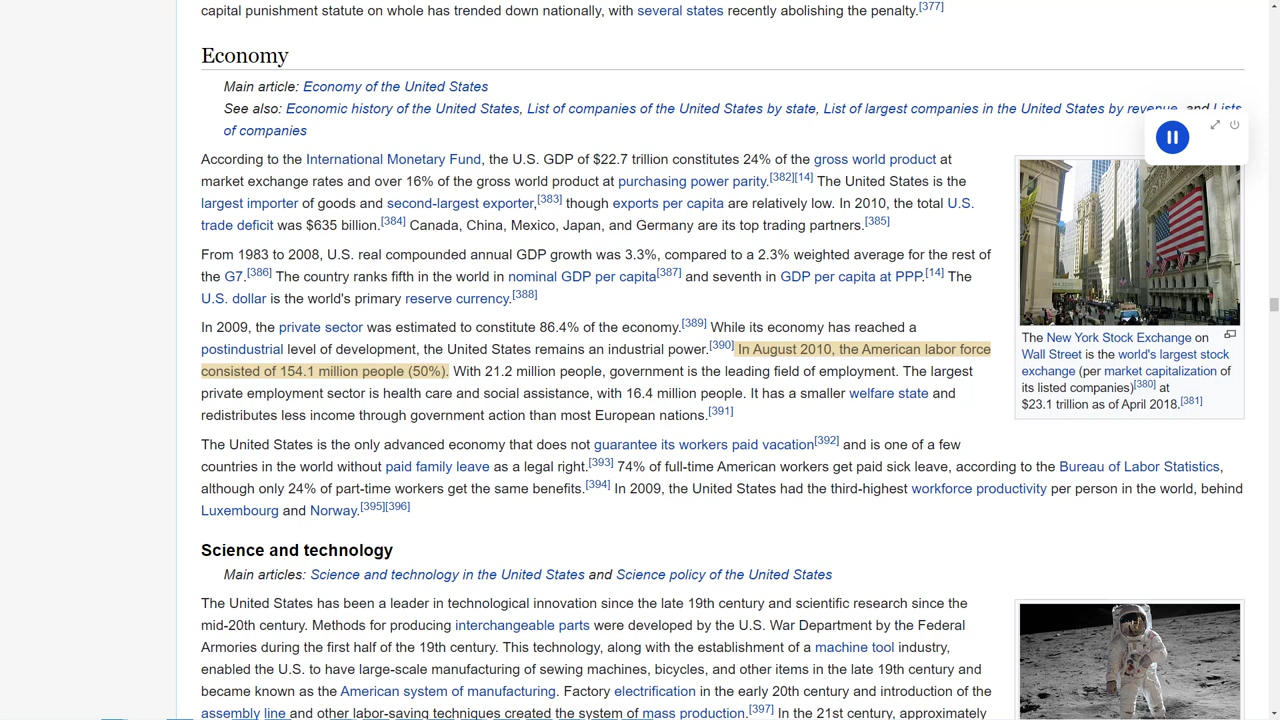 capital punishment statute on whole has trended down nationally, with several states recently abolishing the penalty.[377]
Economy
Main article: Economy of the United States
See also: Economic history of the United States, List of companies of the United States by state, List of largest companies in the United States by revenue, and Lists
of companies
According to the International Monetary Fund, the U.S. GDP of $22.7 trillion constitutes 24% of the gross world product at
market exchange rates and over 16% of the gross world product at purchasing power parity.[382][14] The United States is the
largest importer of goods and second-largest exporter,[383] though exports per capita are relatively low. In 2010, the total U.S.
trade deficit was $635 billion.[384] Canada, China, Mexico, Japan, and Germany are its top trading partners.[385]
From 1983 to 2008, U.S. real compounded annual GDP growth was 3.3%, compared to a 2.3% weighted average for the rest of
the G7.[386] The country ranks fifth in the world in nominal GDP per capita[387] and seventh in GDP per capita at PPP.[14] The
U.S. dollar is the world's primary reserve currency.[388]
In 2009, the private sector was estimated to constitute 86.4% of the economy.[389] While its economy has reached a
postindustrial level of development, the United States remains an industrial power.[390] In August 2010, the American labor force
consisted of 154.1 million people (50%). With 21.2 million people, government is the leading field of employment. The largest
private employment sector is health care and social assistance, with 16.4 million people. It has a smaller welfare state and
redistributes less income through government action than most European nations.[391]
The New York Stock Exchange on
Wall Street is the world's largest stock
exchange (per market capitalization of
its listed companies)[380] at
$23.1 trillion as of April 2018.[381]
The United States is the only advanced economy that does not guarantee its workers paid vacation[392] and is one of a few
countries in the world without paid family leave as a legal right.[393] 74% of full-time American workers get paid sick leave, according to the Bureau of Labor Statistics,
although only 24% of part-time workers get the same benefits.[394] In 2009, the United States had the third-highest workforce productivity per person in the world, behind
Luxembourg and Norway.[395][396]
Science and technology
Main articles: Science and technology in the United States and Science policy of the United States
The United States has been a leader in technological innovation since the late 19th century and scientific research since the
mid-20th century. Methods for producing interchangeable parts were developed by the U.S. War Department by the Federal
Armories during the first half of the 19th century. This technology, along with the establishment of a machine tool industry,
enabled the U.S. to have large-scale manufacturing of sewing machines, bicycles, and other items in the late 19th century and
became known as the American system of manufacturing. Factory electrification in the early 20th century and introduction of the
assembly line and other labor-saving techniques created the system of mass production.[397] In the 21st century, approximately